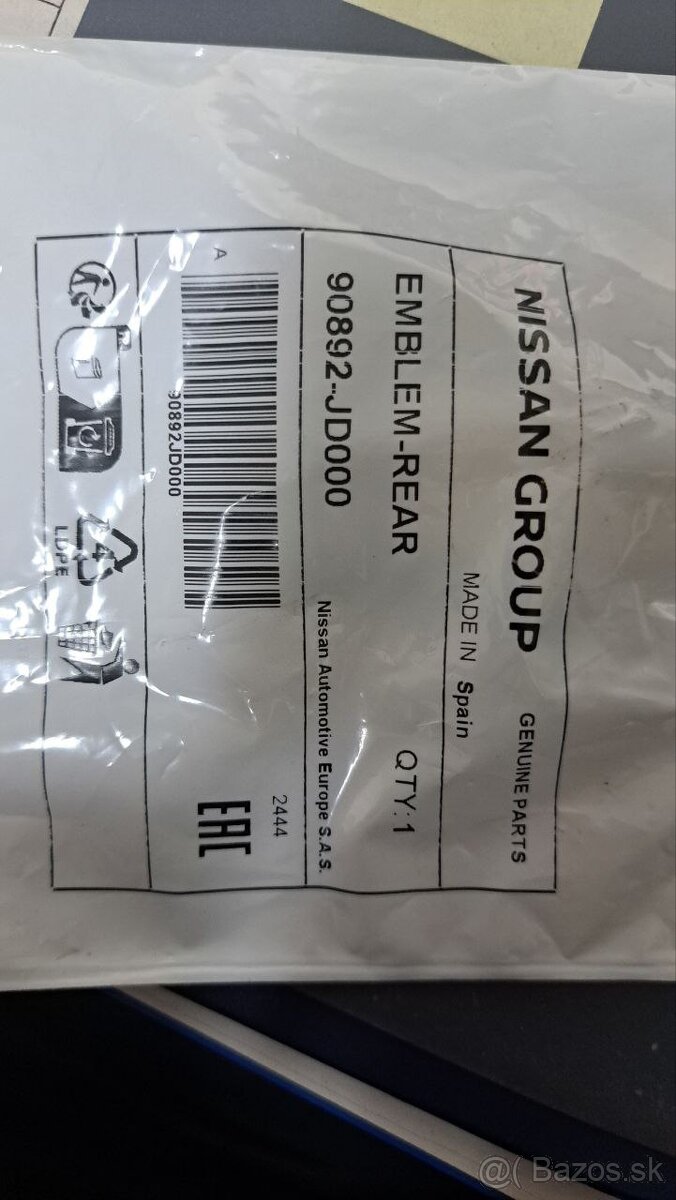 NISSAN GROUP GENUINE PARTS
MADE IN Spain
EMBLEM-REAR QTY:1
90892-JD000 Nissan Automotive Europe S.A.S.
A 2444
90892JD000 EAC
4
LDPE
@( Bazos.sk